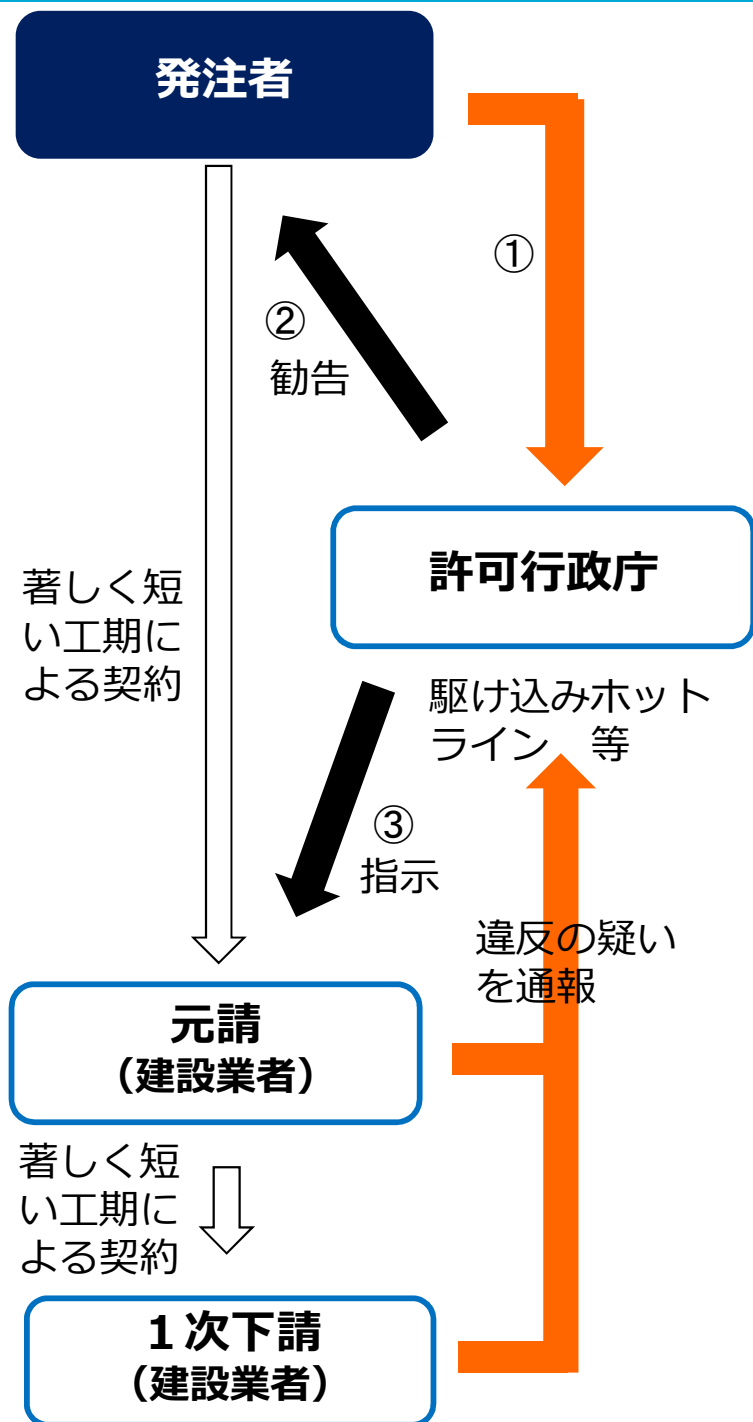 発注者
①
②
勧告
許可行政庁
著しく短
い工期に
よる契約
駆け込みホット
ライン　等
③
指示
違反の疑い
を通報
元請
（建設業者）
著しく短
い工期に
よる契約
１次下請
（建設業者）